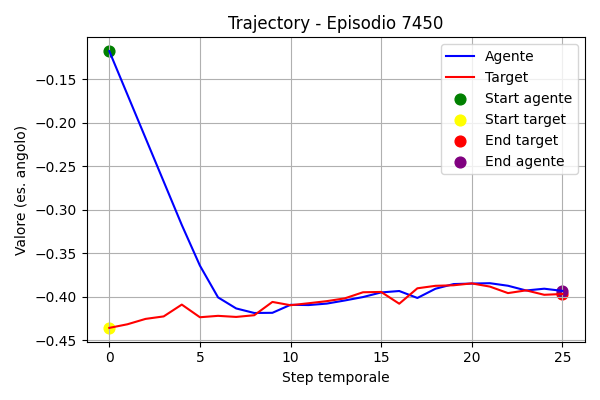 Trajectory - Episodio 7450
Agente
Target
Start agente
Start target
End target
End agente
Valore (es. angolo)
−0.15
−0.20
−0.25
−0.30
−0.35
−0.40
−0.45
0 5 10 15 20 25
Step temporale